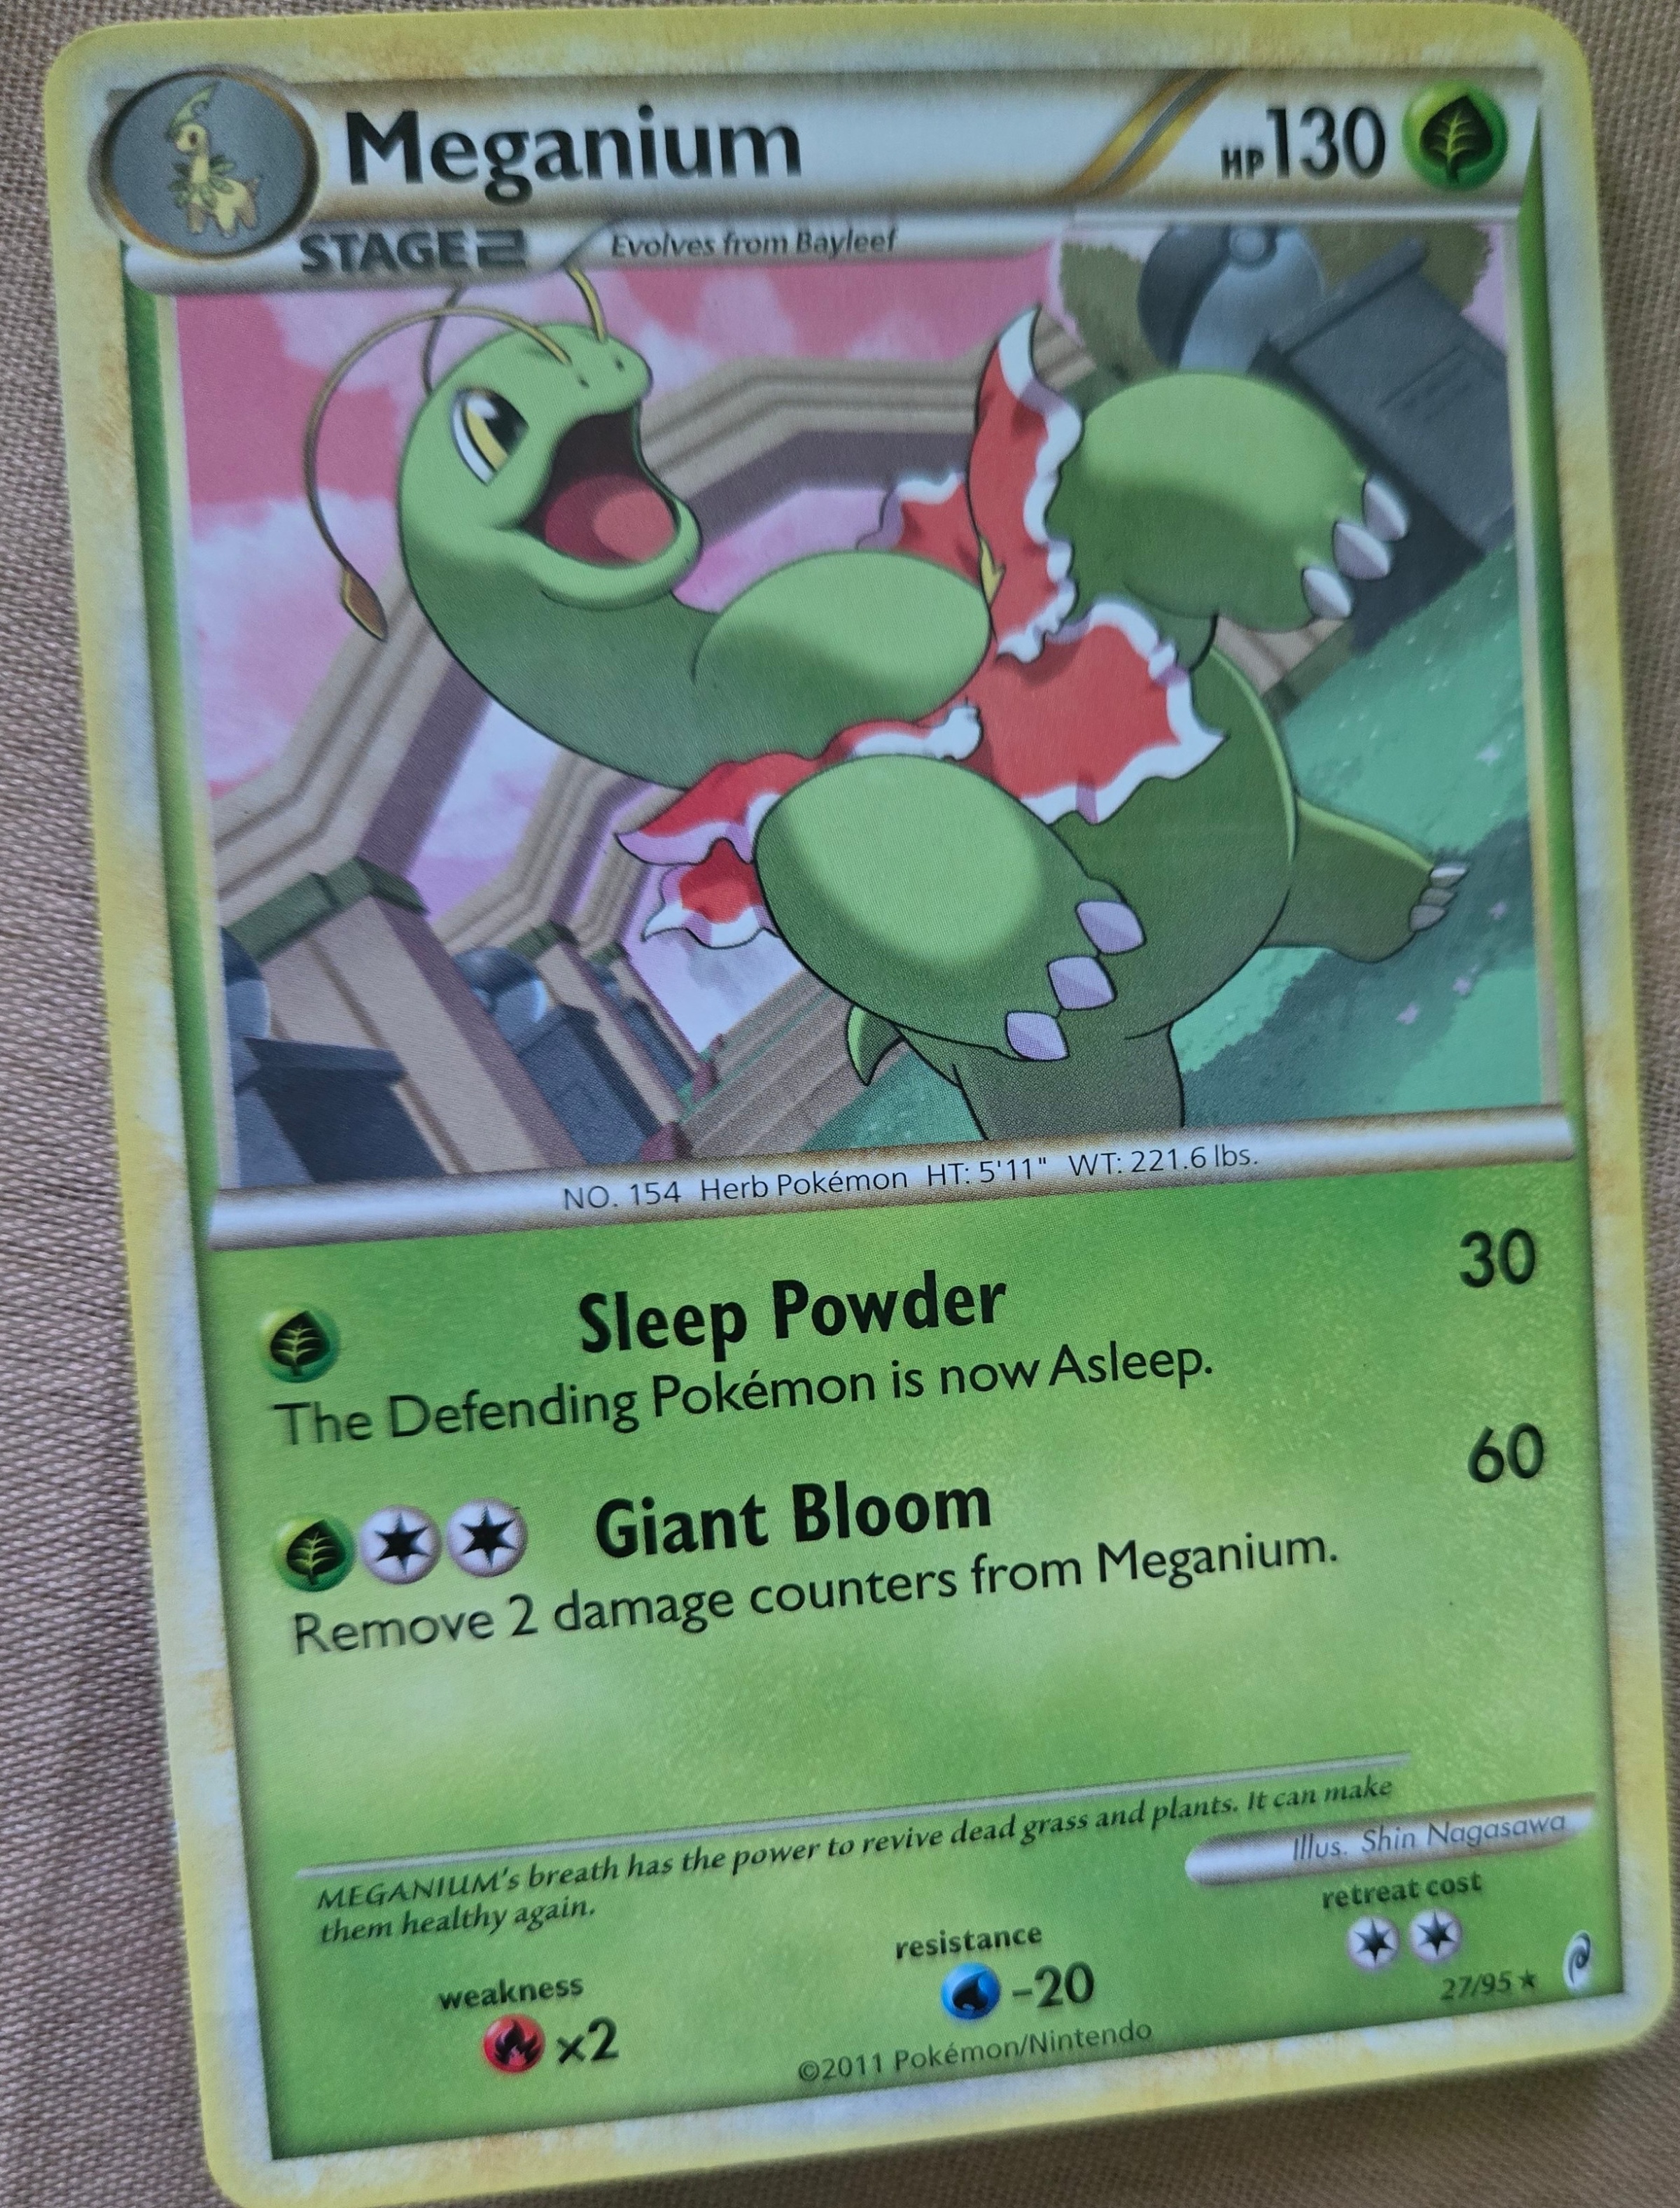 Meganium HP130
STAGE2 Evolves from Bayleef
NO. 154 Herb Pokémon HT: 5'11" WT: 221.6 lbs.
Sleep Powder 30
The Defending Pokémon is now Asleep.
Giant Bloom 60
Remove 2 damage counters from Meganium.
MEGANIUM's breath has the power to revive dead grass and plants. It can make
them healthy again.
Illus. Shin Nagasawa
weakness resistance retreat cost
×2 -20
27/95 ★
©2011 Pokémon/Nintendo